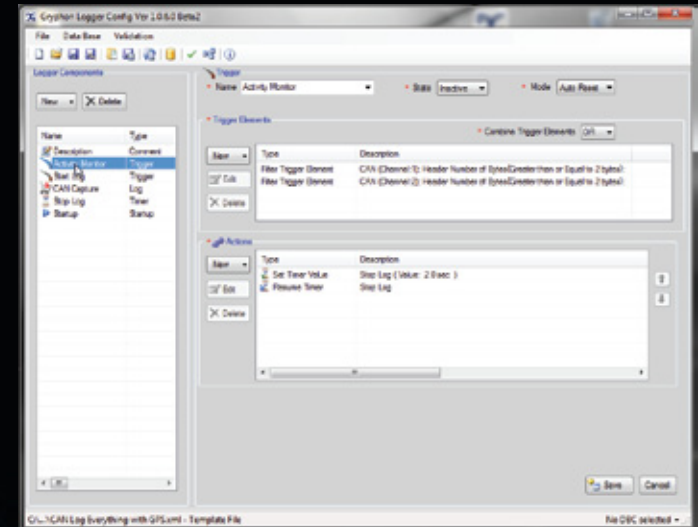 Gryphon Logger Config Ver 1.0.6.0 Beta2
File Data Base Validation
Logger Components
New Delete
Name Type
Description Comment
Activity Monitor Trigger
Start Log Trigger
CAN Capture Log
Stop Log Timer
Startup Startup
Trigger
* Name Activity Monitor * State Inactive * Mode Auto Reset
* Trigger Elements
* Combine Trigger Elements OR
New
Edit
Delete
Type Description
Filter Trigger Element CAN (Channel 1): Header Number of Bytes(Greater then or Equal to 2 bytes):
Filter Trigger Element CAN (Channel 2): Header Number of Bytes(Greater then or Equal to 2 bytes):
* Actions
New
Edit
Delete
Type Description
Set Timer Value Stop Log ( Value: 2.0 sec )
Resume Timer Stop Log
Save Cancel
C:\...\CAN Log Everything with GPS.xml - Template File No DBC selected